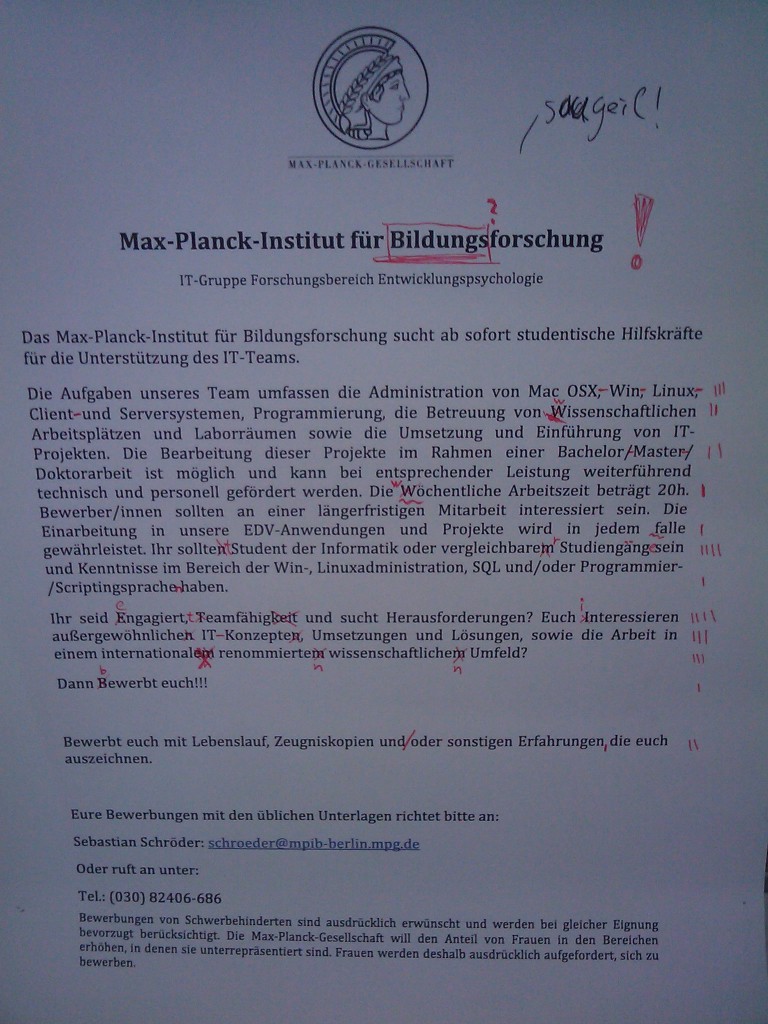 saugeil!
MAX-PLANCK-GESELLSCHAFT
?
Max-Planck-Institut für Bildungsforschung
!
IT-Gruppe Forschungsbereich Entwicklungspsychologie
Das Max-Planck-Institut für Bildungsforschung sucht ab sofort studentische Hilfskräfte
für die Unterstützung des IT-Teams.
Die Aufgaben unseres Team umfassen die Administration von Mac OSX, Win, Linux,
Client-und Serversystemen, Programmierung, die Betreuung von Wissenschaftlichen
Arbeitsplätzen und Laborräumen sowie die Umsetzung und Einführung von IT-
Projekten. Die Bearbeitung dieser Projekte im Rahmen einer Bachelor/Master/
Doktorarbeit ist möglich und kann bei entsprechender Leistung weiterführend
technisch und personell gefördert werden. Die Wöchentliche Arbeitszeit beträgt 20h.
Bewerber/innen sollten an einer längerfristigen Mitarbeit interessiert sein. Die
Einarbeitung in unsere EDV-Anwendungen und Projekte wird in jedem falle
gewährleistet. Ihr sollten Student der Informatik oder vergleichbarem Studiengänge sein
und Kenntnisse im Bereich der Win-, Linuxadministration, SQL und/oder Programmier-
/Scriptingsprachen haben.
Ihr seid Engagiert, Teamfähigkeit und sucht Herausforderungen? Euch Interessieren
außergewöhnlichen IT-Konzepten, Umsetzungen und Lösungen, sowie die Arbeit in
einem internationalem renommiertem wissenschaftlichem Umfeld?
n n
Dann Bewerbt euch!!!
Bewerbt euch mit Lebenslauf, Zeugniskopien und/oder sonstigen Erfahrungen, die euch
auszeichnen.
Eure Bewerbungen mit den üblichen Unterlagen richtet bitte an:
Sebastian Schröder: schroeder@mpib-berlin.mpg.de
Oder ruft an unter:
Tel.: (030) 82406-686
Bewerbungen von Schwerbehinderten sind ausdrücklich erwünscht und werden bei gleicher Eignung
bevorzugt berücksichtigt. Die Max-Planck-Gesellschaft will den Anteil von Frauen in den Bereichen
erhöhen, in denen sie unterrepräsentiert sind. Frauen werden deshalb ausdrücklich aufgefordert, sich zu
bewerben.